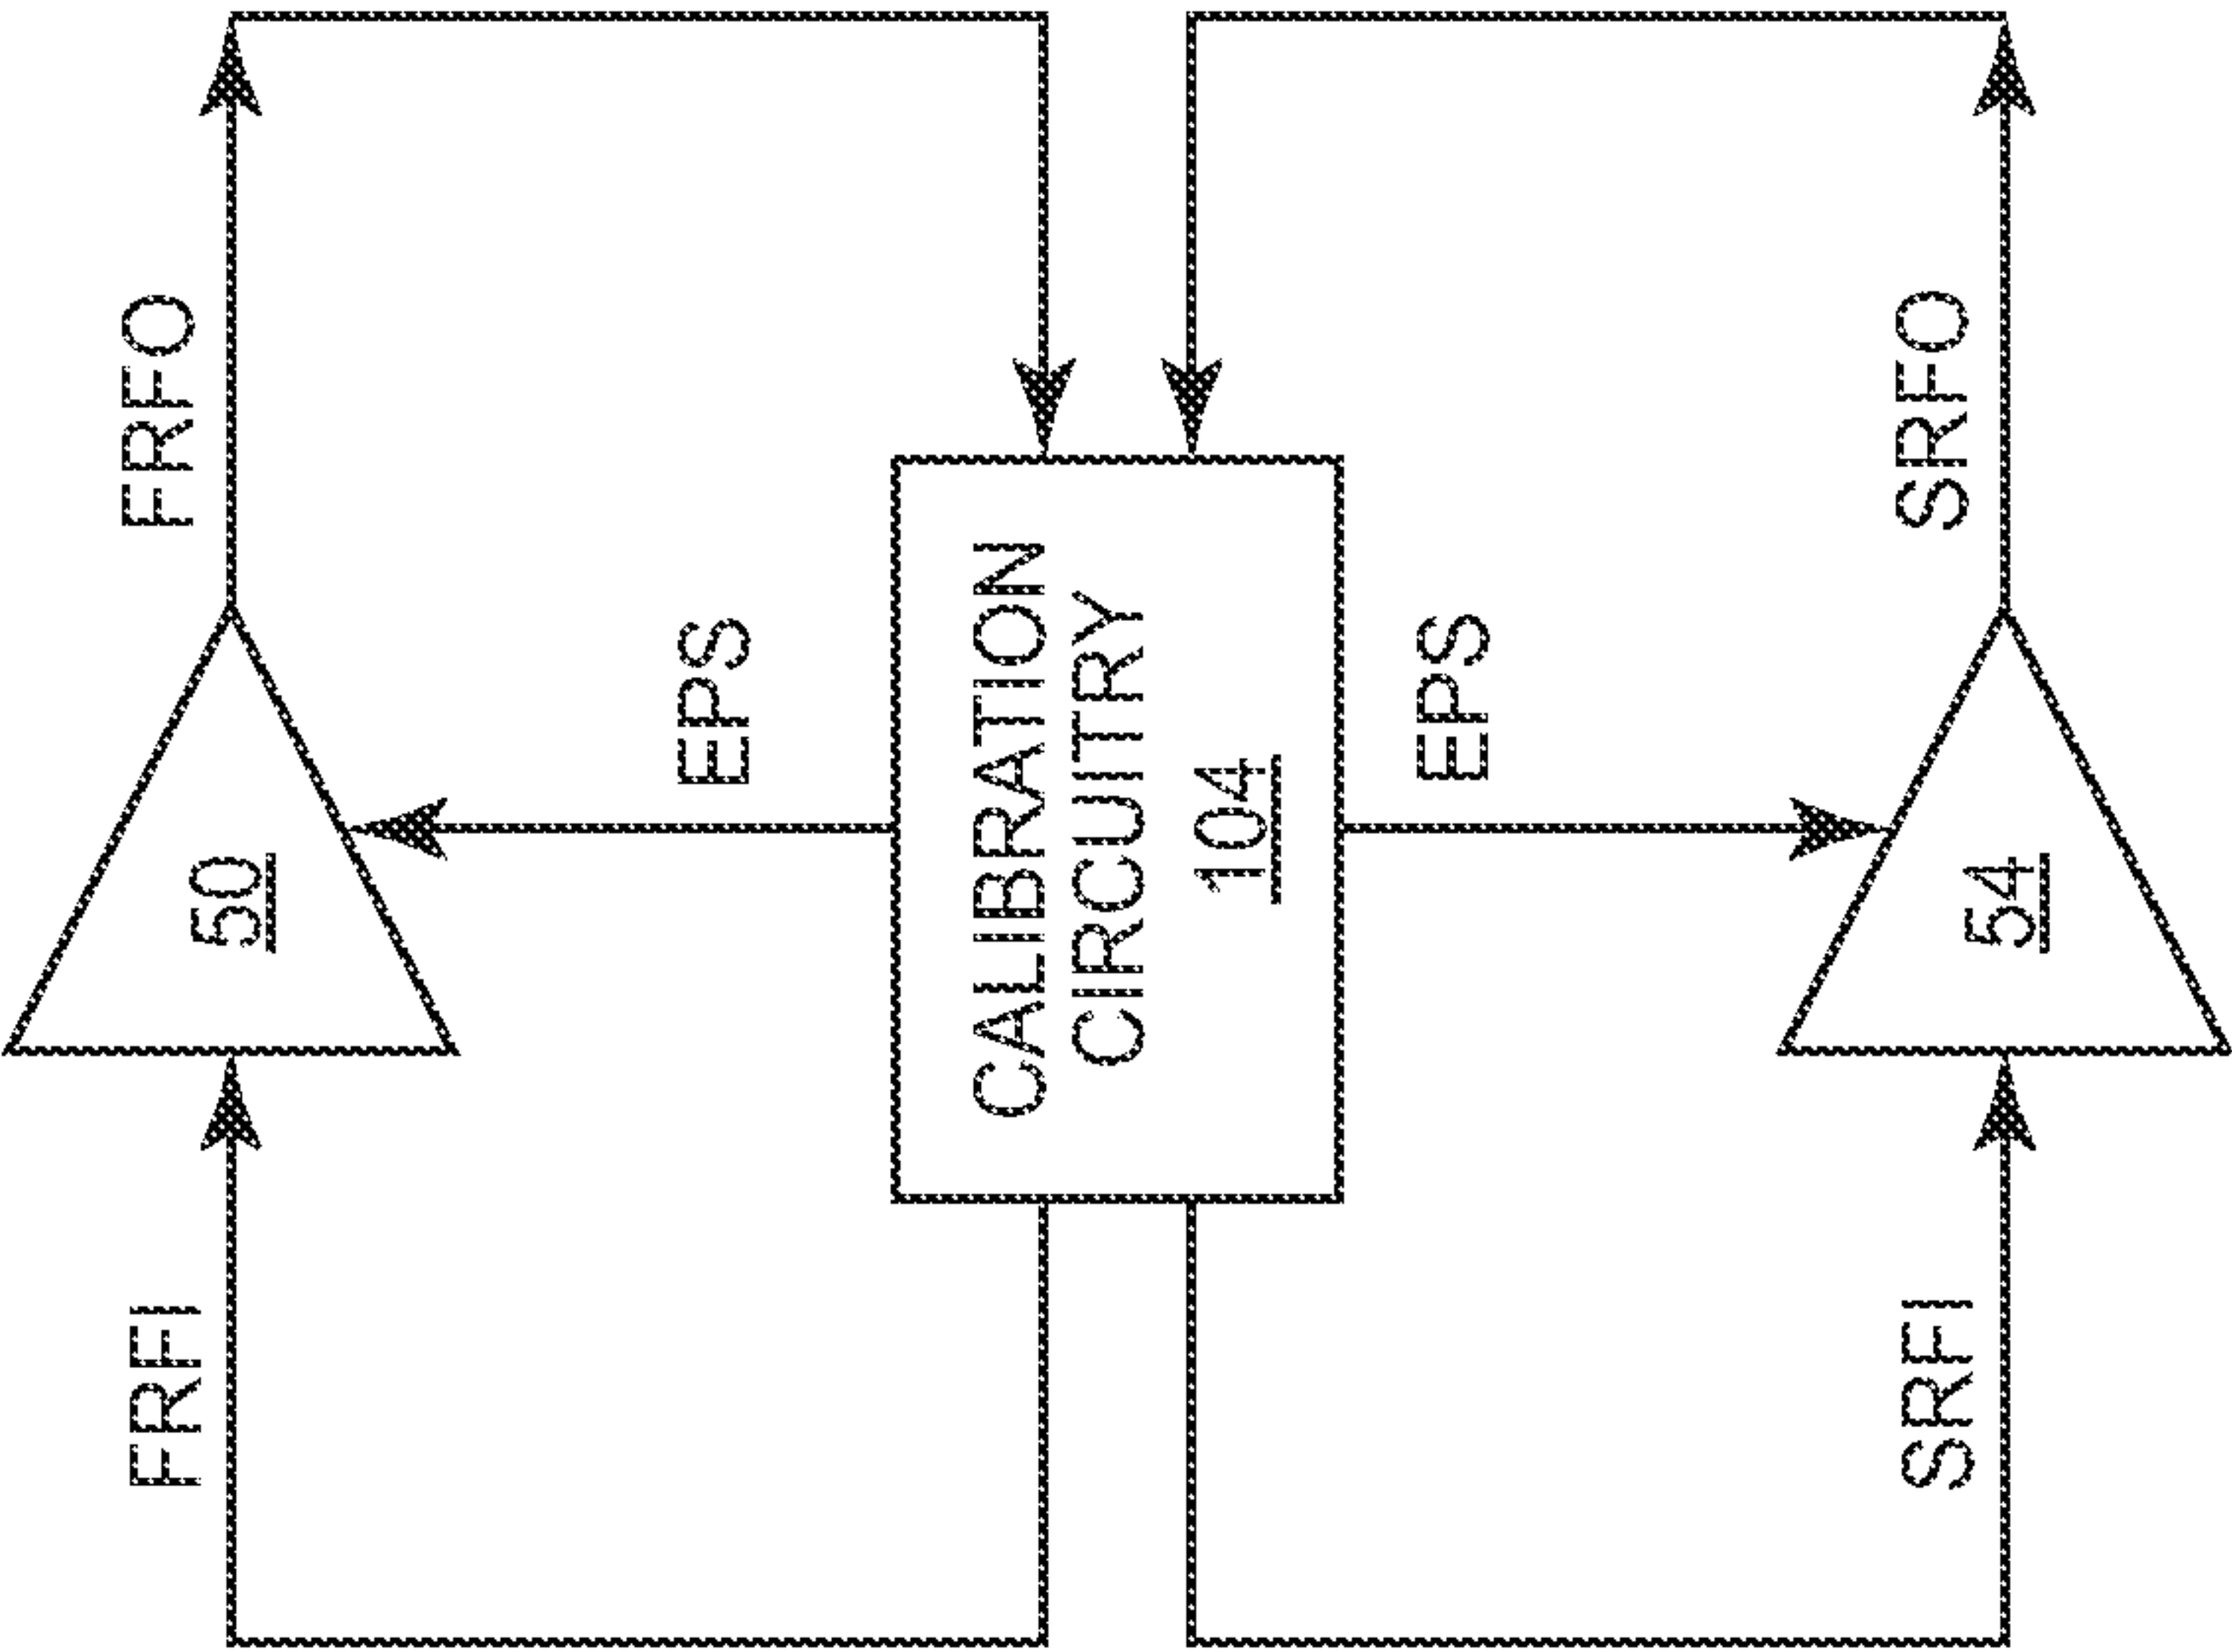 FRFI
50
FRFO
EPS
CALIBRATION
CIRCUITRY
104
EPS
SRFI
54
SRFO